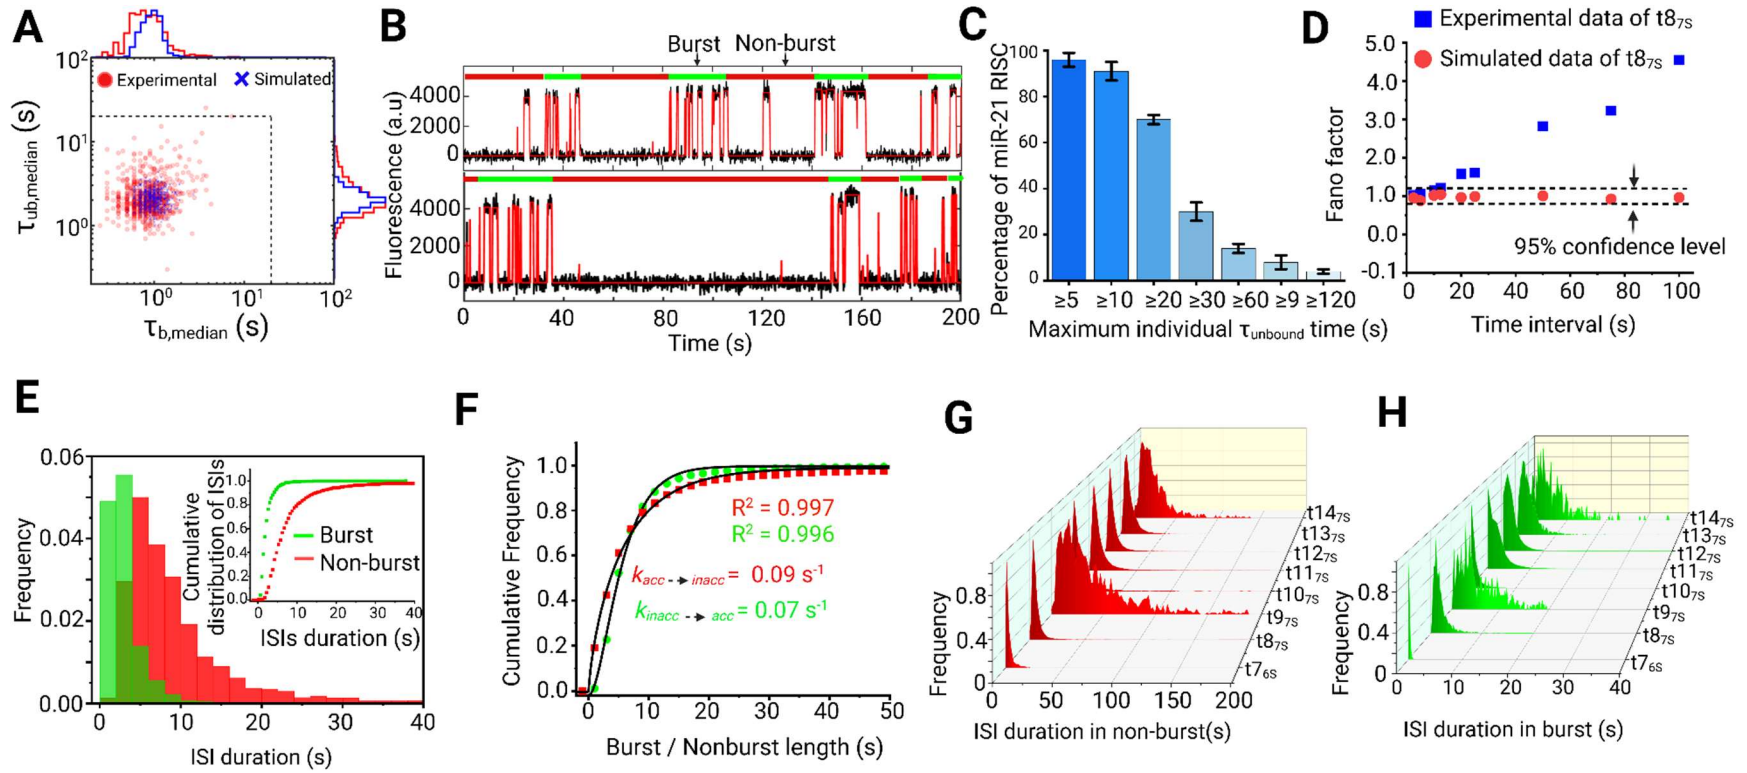 A
10²
10¹
10⁰
τub,median (s)
Experimental
Simulated
10⁰
10¹
10²
τb,median (s)
B
Burst
Non-burst
Fluorescence (a.u)
4000
2000
0
4000
2000
0
0
40
80
120
160
200
Time (s)
C
Percentage of miR-21 RISC
100
80
60
40
20
0
≥5
≥10
≥20
≥30
≥60
≥9
≥120
Maximum individual τunbound time (s)
D
Experimental data of t8₇S
Simulated data of t8₇S
Fano factor
5.0
4.0
3.0
2.0
1.0
0.0
-0.1
95% confidence level
0
20
40
60
80
100
Time interval (s)
E
Frequency
0.06
0.04
0.02
0.00
Cumulative
distribution of ISIs
1.0
0.8
0.6
0.4
0.2
0.0
Burst
Non-burst
0
10
20
30
40
ISIs duration (s)
0
10
20
30
40
ISI duration (s)
F
Cumulative Frequency
1.0
0.8
0.6
0.4
0.2
0.0
R² = 0.997
R² = 0.996
kacc → inacc = 0.09 s⁻¹
kinacc → acc = 0.07 s⁻¹
0
10
20
30
40
50
Burst / Nonburst length (s)
G
Frequency
0.8
0.4
0
t14₇S
t13₇S
t12₇S
t11₇S
t10₇S
t9₇S
t8₇S
t7₆S
0
50
100
150
200
ISI duration in non-burst(s)
H
Frequency
0.8
0.4
0
t14₇S
t13₇S
t12₇S
t11₇S
t10₇S
t9₇S
t8₇S
t7₆S
0
10
20
30
40
ISI duration in burst (s)